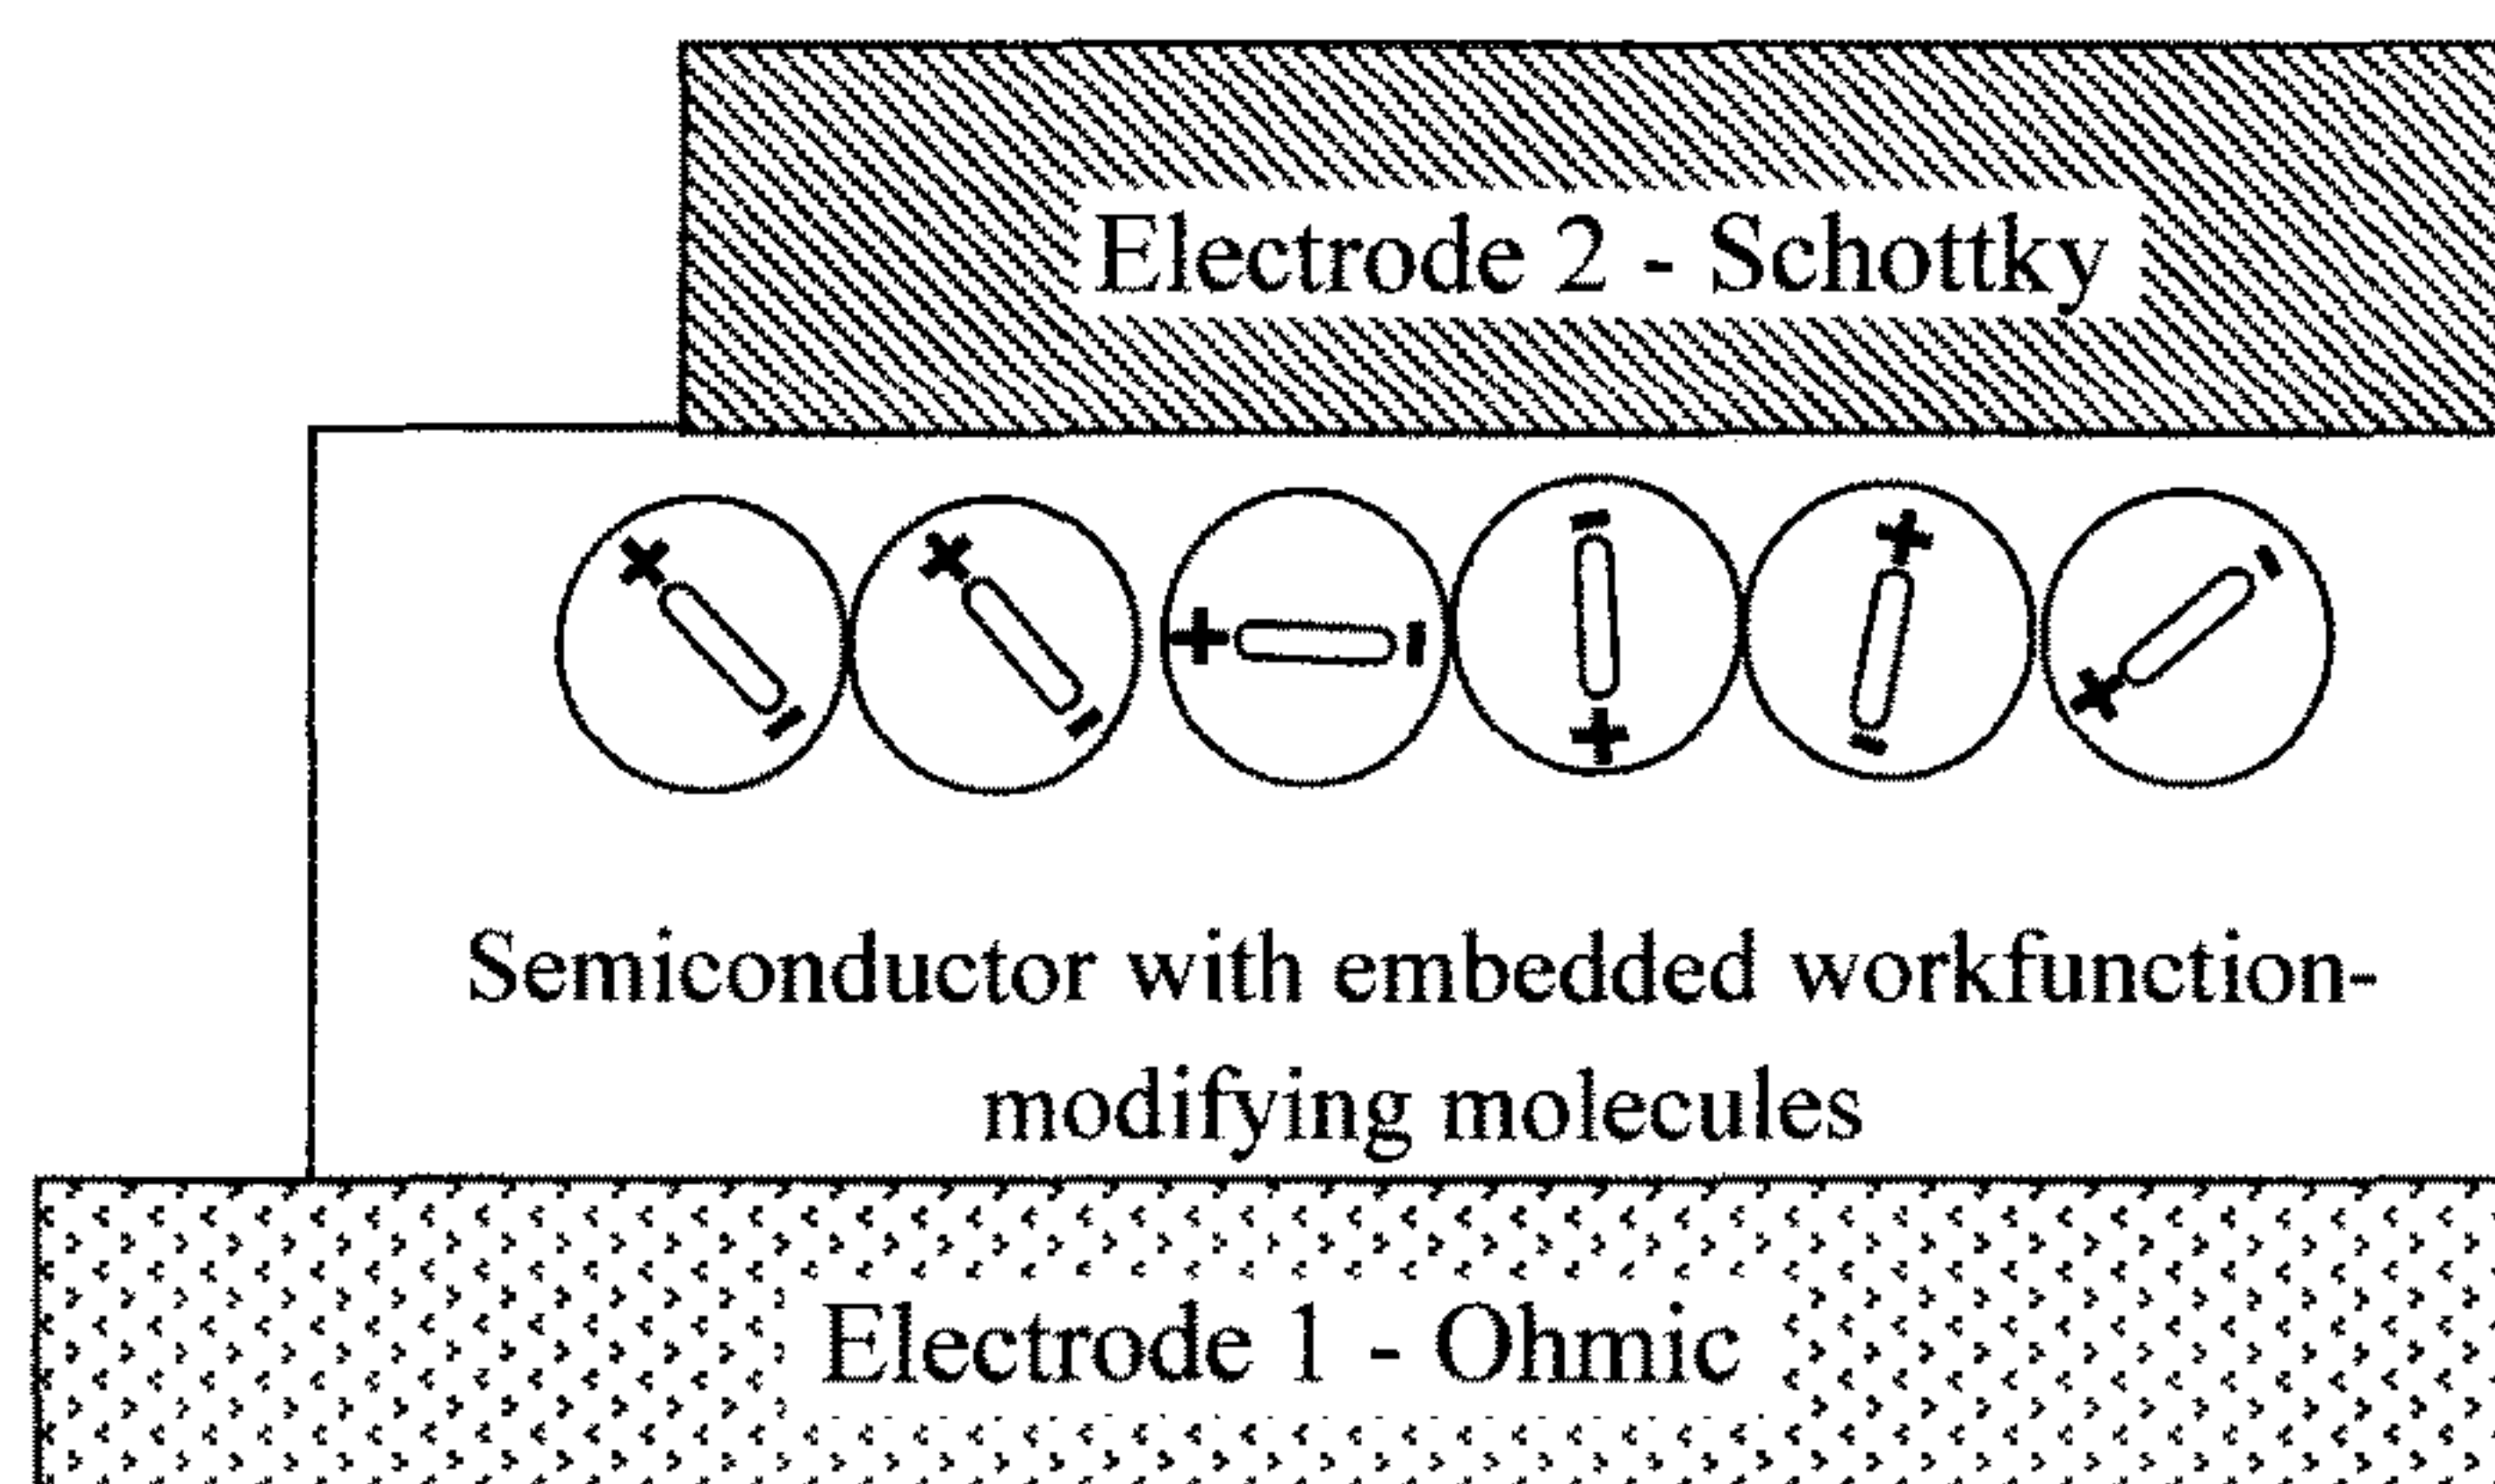 Electrode 2 - Schottky
+ - + - + - - + + - - +
Semiconductor with embedded workfunction-
modifying molecules
Electrode 1 - Ohmic